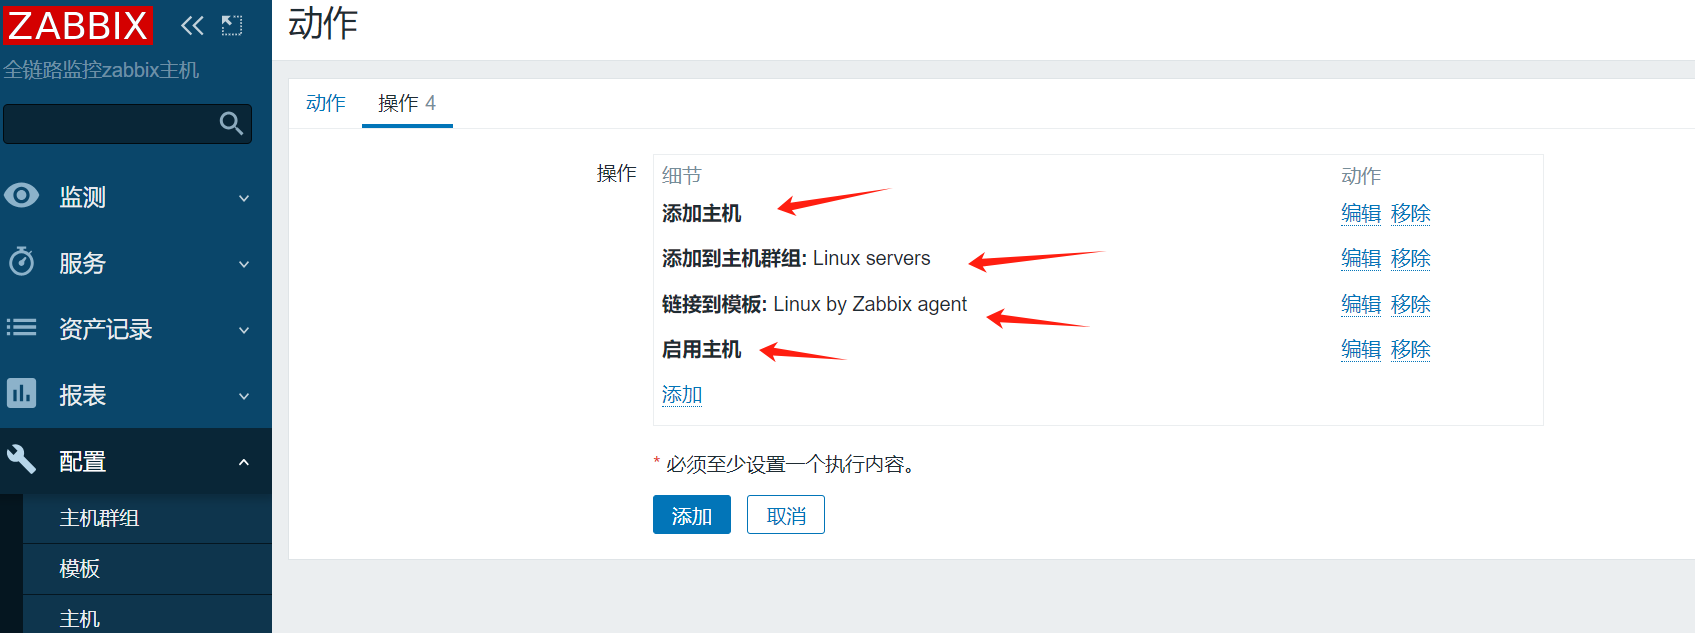 ZABBIX
全链路监控zabbix主机
监测
服务
资产记录
报表
配置
主机群组
模板
主机
动作
动作 操作 4
操作 细节 动作
添加主机 编辑 移除
添加到主机群组: Linux servers 编辑 移除
链接到模板: Linux by Zabbix agent 编辑 移除
启用主机 编辑 移除
添加
* 必须至少设置一个执行内容。
添加 取消